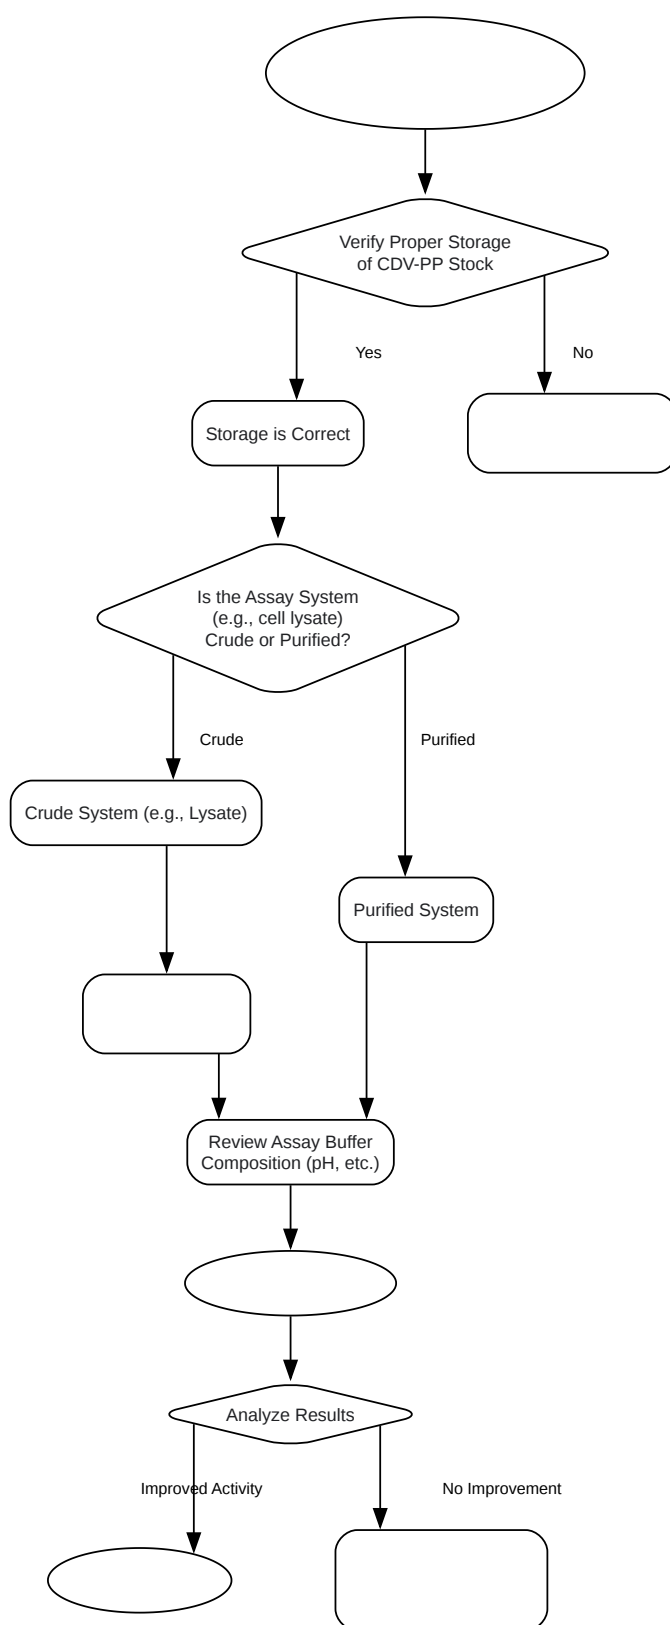 Verify Proper Storage
of CDV-PP Stock
Yes
No
Storage is Correct
Is the Assay System
(e.g., cell lysate)
Crude or Purified?
Crude
Purified
Crude System (e.g., Lysate)
Purified System
Review Assay Buffer
Composition (pH, etc.)
Analyze Results
Improved Activity
No Improvement